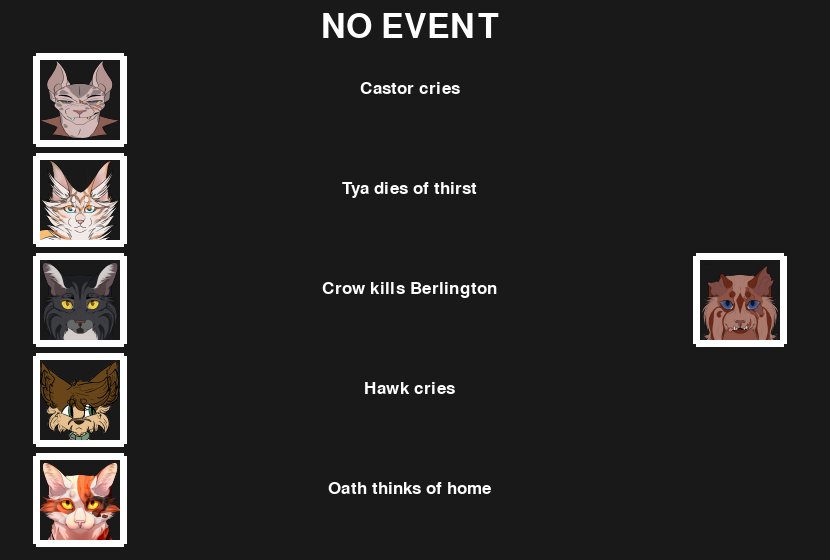 NO EVENT
Castor cries
Tya dies of thirst
Crow kills Berlington
Hawk cries
Oath thinks of home